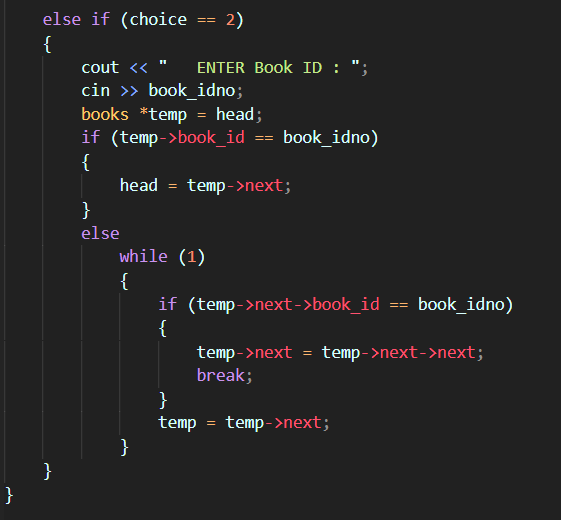 else if (choice == 2)
{
cout << "   ENTER Book ID : ";
cin >> book_idno;
books *temp = head;
if (temp->book_id == book_idno)
{
head = temp->next;
}
else
while (1)
{
if (temp->next->book_id == book_idno)
{
temp->next = temp->next->next;
break;
}
temp = temp->next;
}
}
}